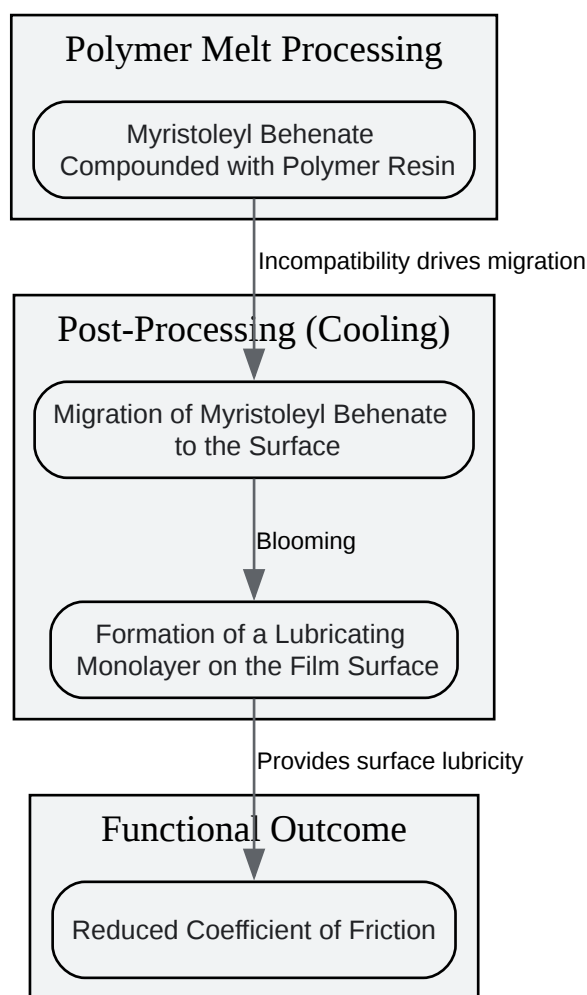 Polymer Melt Processing
Myristoleyl Behenate
Compounded with Polymer Resin
Incompatibility drives migration
Post-Processing (Cooling)
Migration of Myristoleyl Behenate
to the Surface
Blooming
Formation of a Lubricating
Monolayer on the Film Surface
Provides surface lubricity
Functional Outcome
Reduced Coefficient of Friction